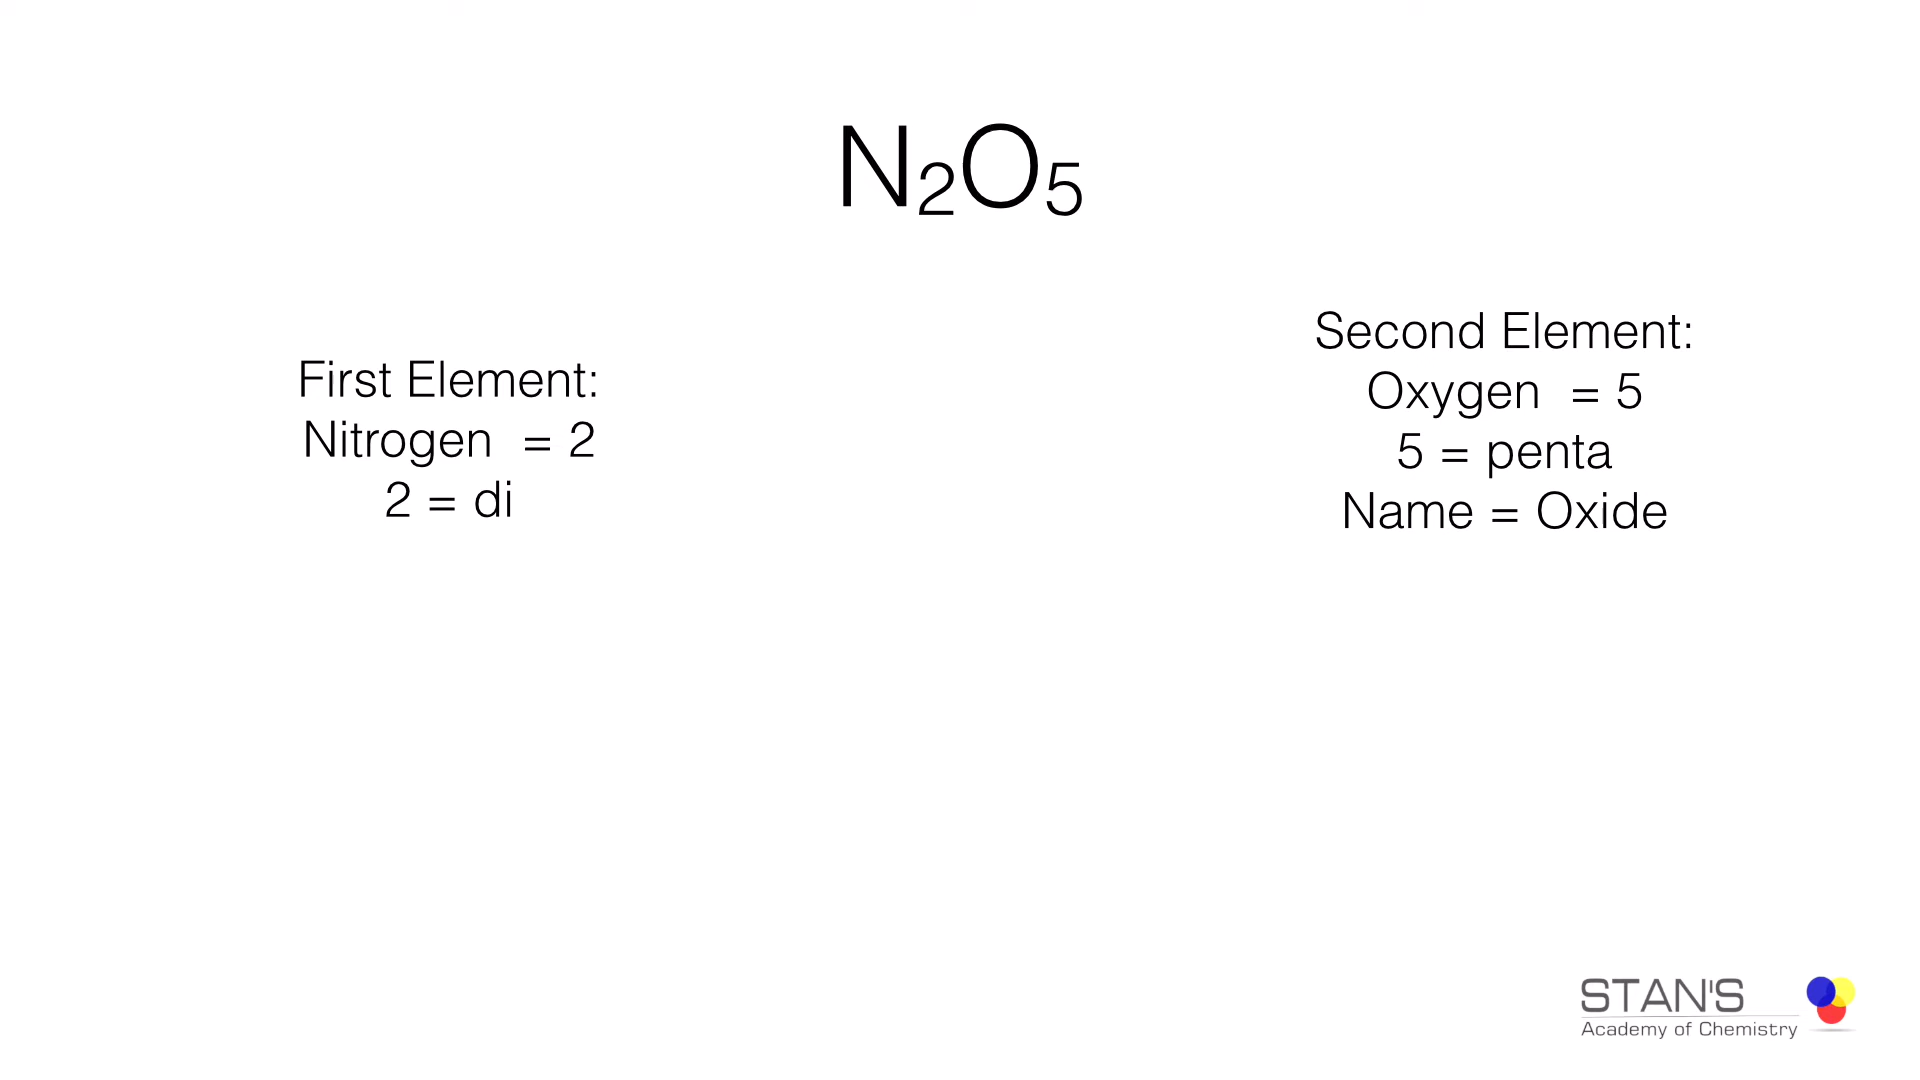 N₂O₅
First Element:
Nitrogen = 2
2 = di
Second Element:
Oxygen = 5
5 = penta
Name = Oxide
STAN'S
Academy of Chemistry